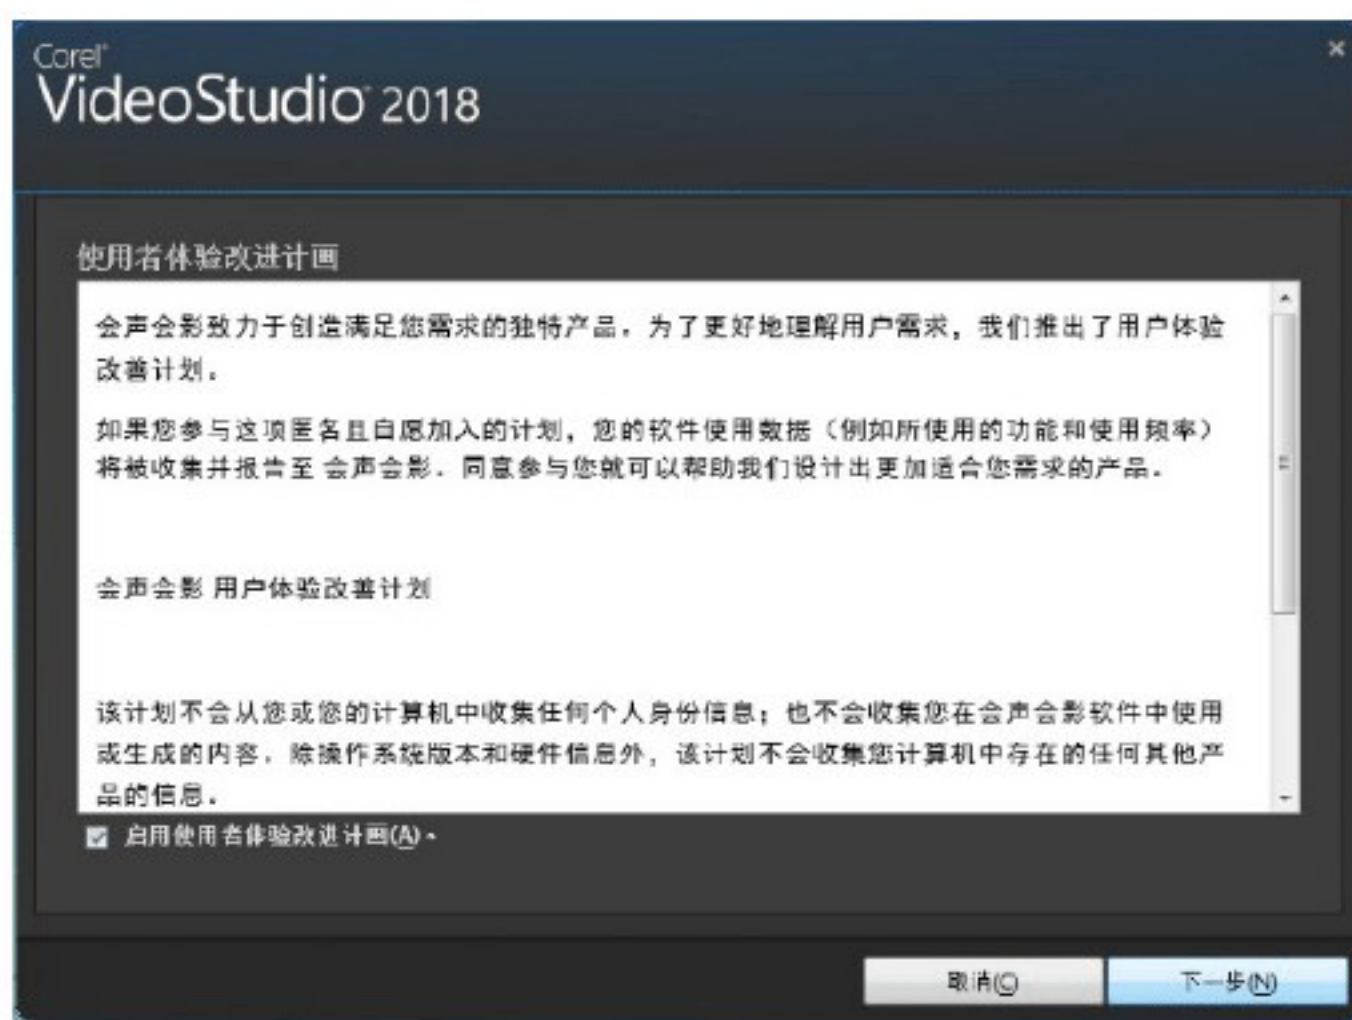 Corel
VideoStudio 2018
使用者体验改进计画
会声会影致力于创造满足您需求的独特产品。为了更好地理解用户需求，我们推出了用户体验
改善计划。
如果您参与这项匿名且自愿加入的计划，您的软件使用数据（例如所使用的功能和使用频率）
将被收集并报告至 会声会影。同意参与您就可以帮助我们设计出更加适合您需求的产品。
会声会影 用户体验改善计划
该计划不会从您或您的计算机中收集任何个人身份信息；也不会收集您在会声会影软件中使用
或生成的内容。除操作系统版本和硬件信息外，该计划不会收集您计算机中存在的任何其他产
品的信息。
启用使用者体验改进计画(A)。
取消(C)
下一步(N)